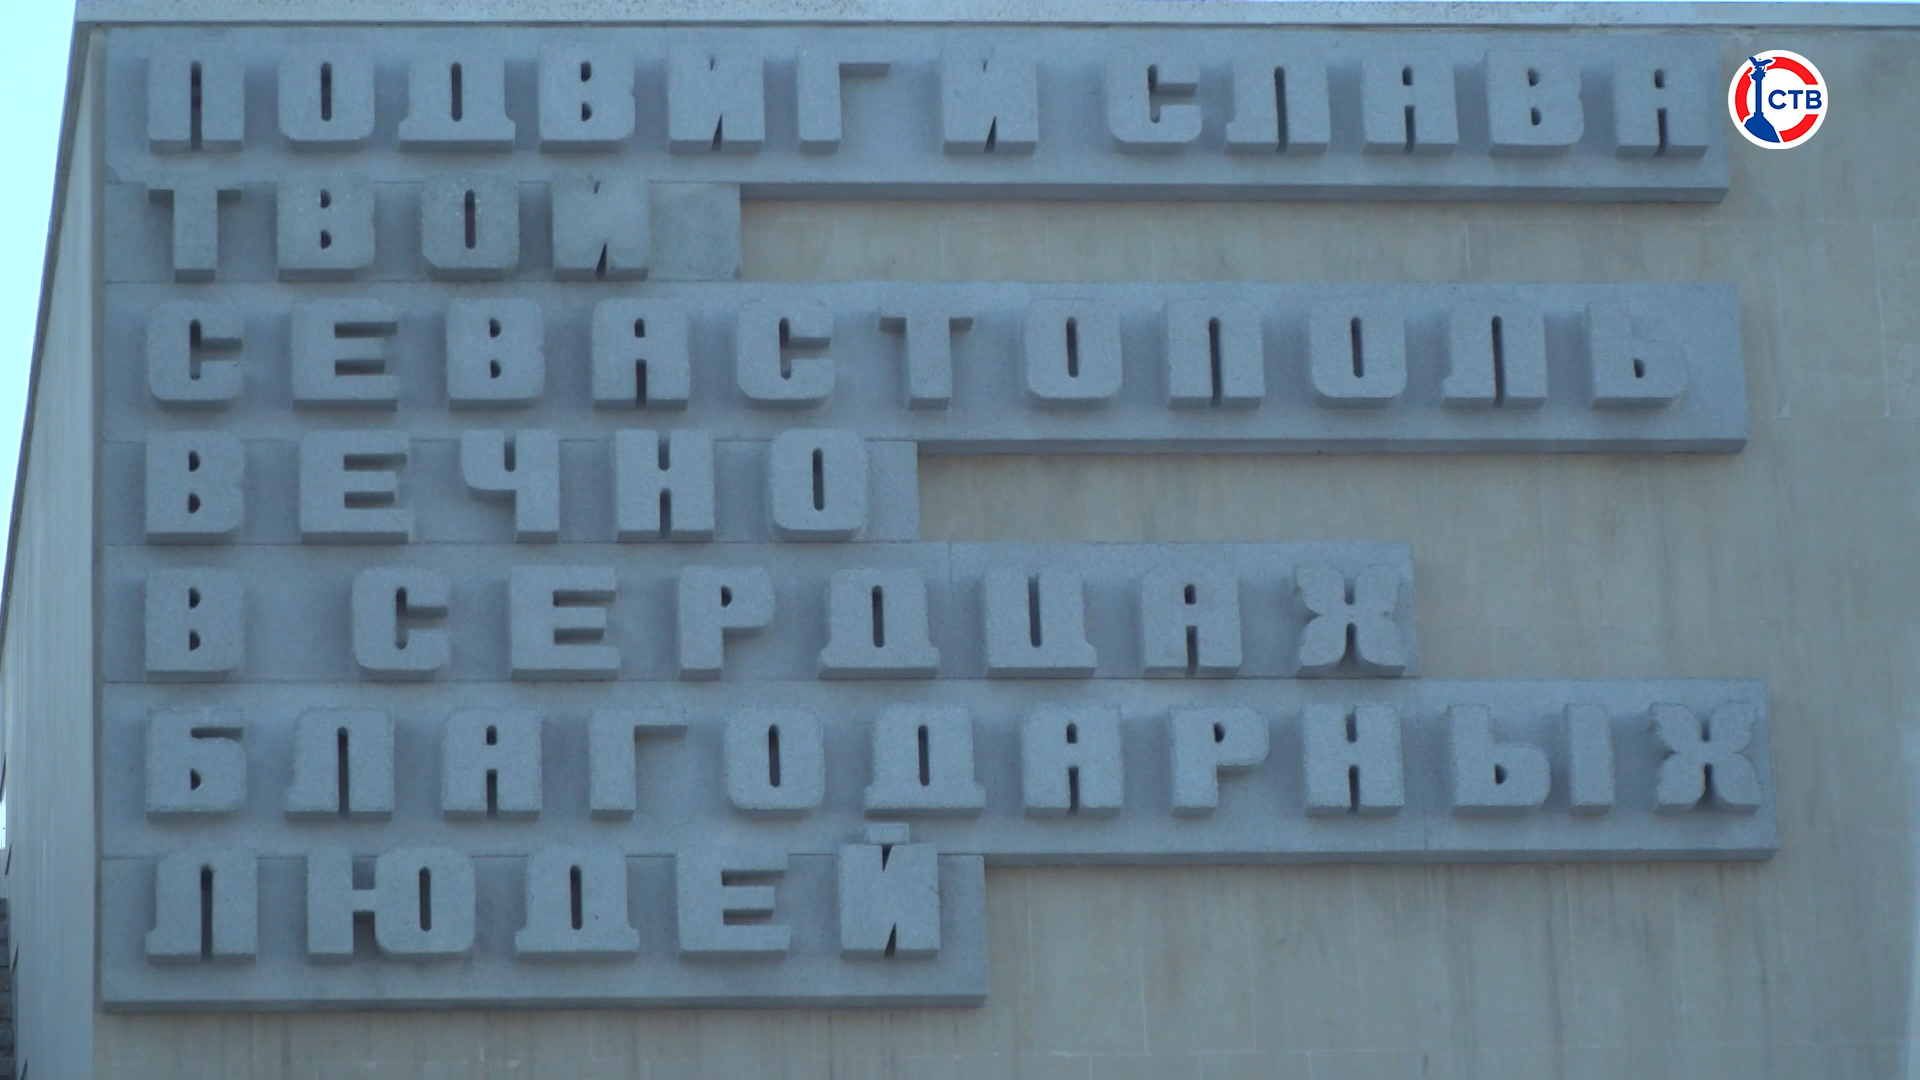 ПОДВИГ И СЛАВА
ТВОИ
СЕВАСТОПОЛЬ
ВЕЧНО
В СЕРДЦАХ
БЛАГОДАРНЫХ
ЛЮДЕЙ
СТВ